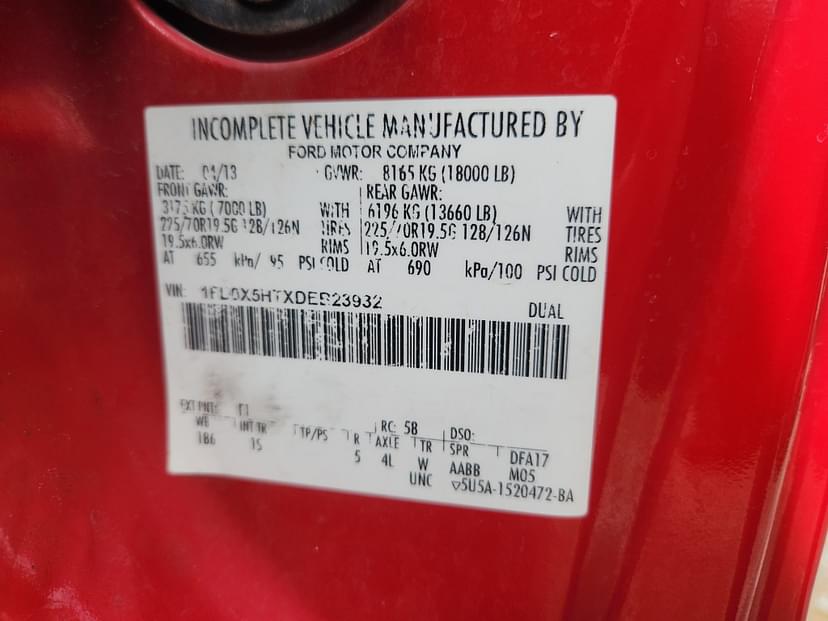 INCOMPLETE VEHICLE MANUFACTURED BY
FORD MOTOR COMPANY
DATE: 01/13 GVWR: 8165 KG (18000 LB)
FRONT GAWR: REAR GAWR:
3175 KG (7000 LB) WITH 6196 KG (13660 LB) WITH
225/70R19.5G 128/126N TIRES 225/70R19.5G 128/126N TIRES
19.5x6.0RW RIMS 19.5x6.0RW RIMS
AT 655 kPa/ 95 PSI COLD AT 690 kPa/100 PSI COLD
VIN:
DUAL
EXT PNT: RC: 58 DSO:
WB INT TR TP/PS R AXLE TR SPR DFA17
186 15 5 4L W AABB M05
UNC ▽5U5A-1520472-BA